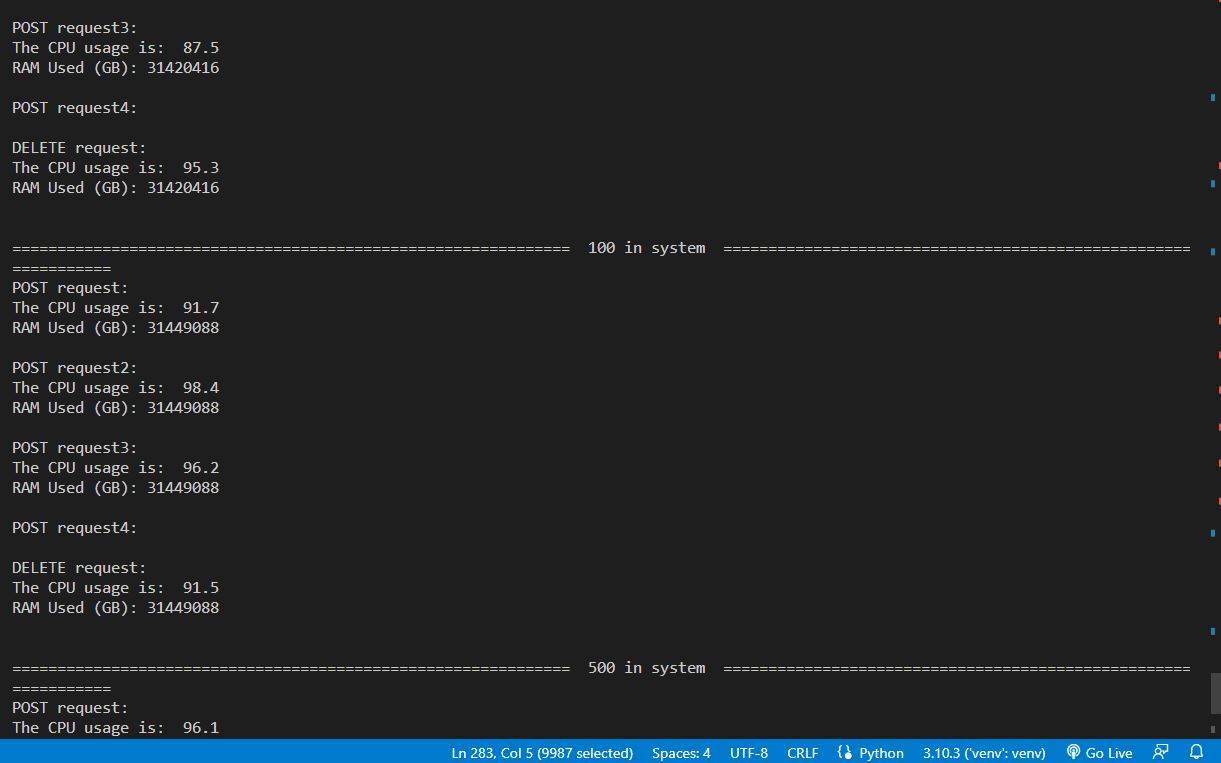 POST request3:
The CPU usage is:  87.5
RAM Used (GB): 31420416
POST request4:
DELETE request:
The CPU usage is:  95.3
RAM Used (GB): 31420416
==============================================================  100 in system  ====================================================
===========
POST request:
The CPU usage is:  91.7
RAM Used (GB): 31449088
POST request2:
The CPU usage is:  98.4
RAM Used (GB): 31449088
POST request3:
The CPU usage is:  96.2
RAM Used (GB): 31449088
POST request4:
DELETE request:
The CPU usage is:  91.5
RAM Used (GB): 31449088
==============================================================  500 in system  ====================================================
===========
POST request:
The CPU usage is:  96.1
Ln 283, Col 5 (9987 selected) Spaces: 4 UTF-8 CRLF Python 3.10.3 ('venv': venv) Go Live